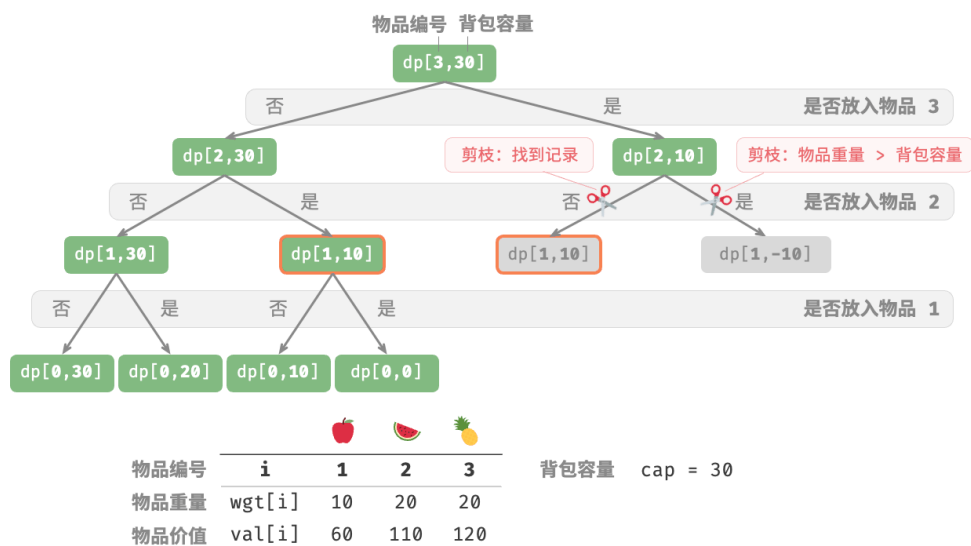 物品编号 背包容量
dp[3,30]
否 是 是否放入物品 3
dp[2,30] 剪枝：找到记录 dp[2,10] 剪枝：物品重量 > 背包容量
否 是 否 是 是否放入物品 2
dp[1,30] dp[1,10] dp[1,10] dp[1,-10]
否 是 否 是 是否放入物品 1
dp[0,30] dp[0,20] dp[0,10] dp[0,0]
物品编号 i 1 2 3 背包容量 cap = 30
物品重量 wgt[i] 10 20 20
物品价值 val[i] 60 110 120